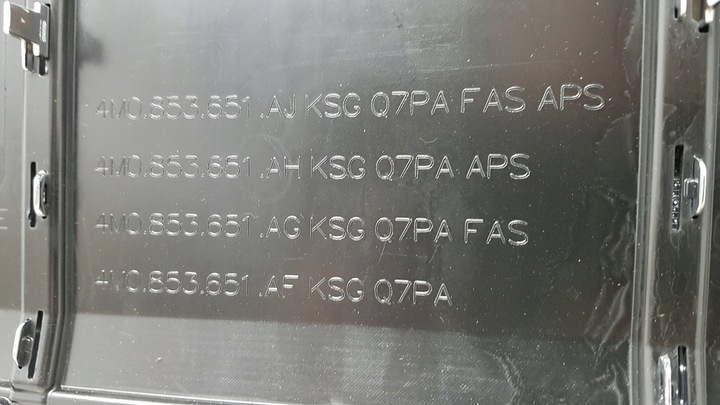 4M0.853.651.AJ KSG Q7PA FAS APS
4M0.853.651.AH KSG Q7PA APS
4M0.853.651.AG KSG Q7PA FAS
4M0.853.651.AF KSG Q7PA